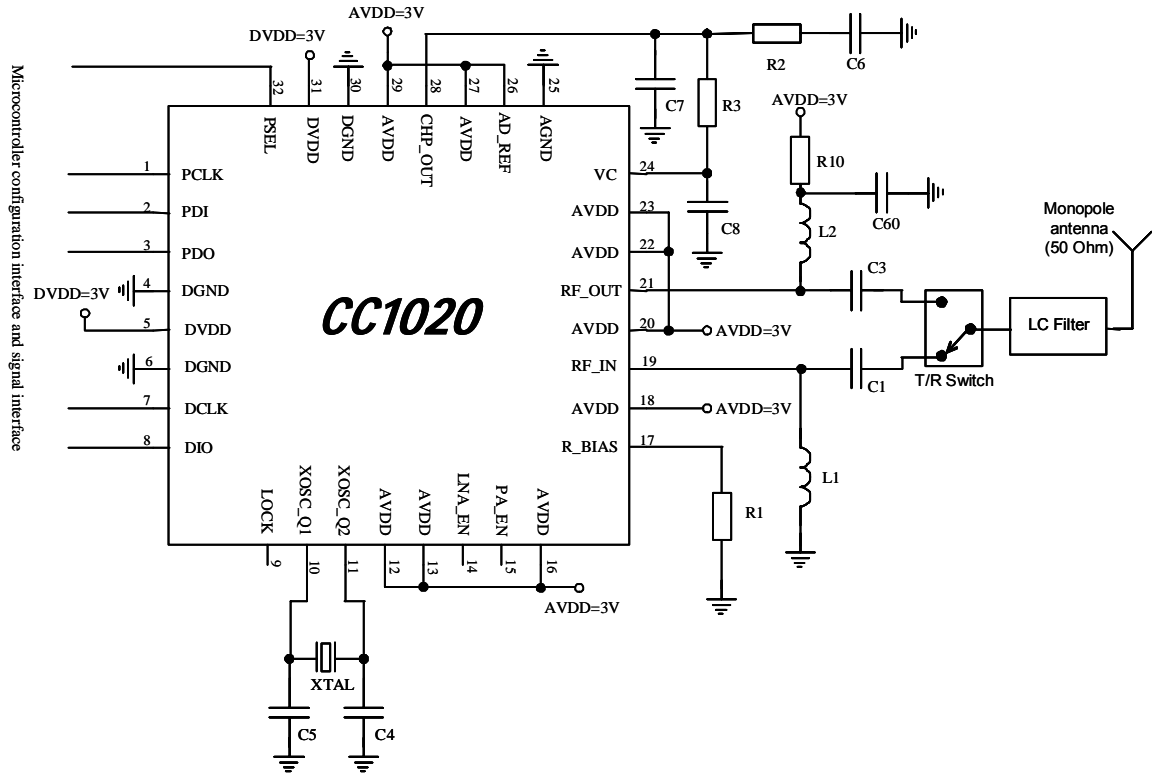 AVDD=3V
DVDD=3V
32
31
30
29
28
27
26
25
R2
C6
C7
R3
AVDD=3V
R10
C60
L2
Microcontroller configuration interface and signal interface
PSEL
DVDD
DGND
AVDD
CHP_OUT
AVDD
AD_REF
AGND
1 PCLK
2 PDI
3 PDO
4 DGND
DVDD=3V
5 DVDD
6 DGND
7 DCLK
8 DIO
CC1020
VC 24
AVDD 23
AVDD 22
RF_OUT 21
AVDD 20 AVDD=3V
RF_IN 19
AVDD 18 AVDD=3V
R_BIAS 17
C8
C3
C1
T/R Switch
LC Filter
Monopole
antenna
(50 Ohm)
L1
R1
LOCK
XOSC_Q1
XOSC_Q2
AVDD
AVDD
LNA_EN
PA_EN
AVDD
9
10
11
12
13
14
15
16
AVDD=3V
XTAL
C5
C4